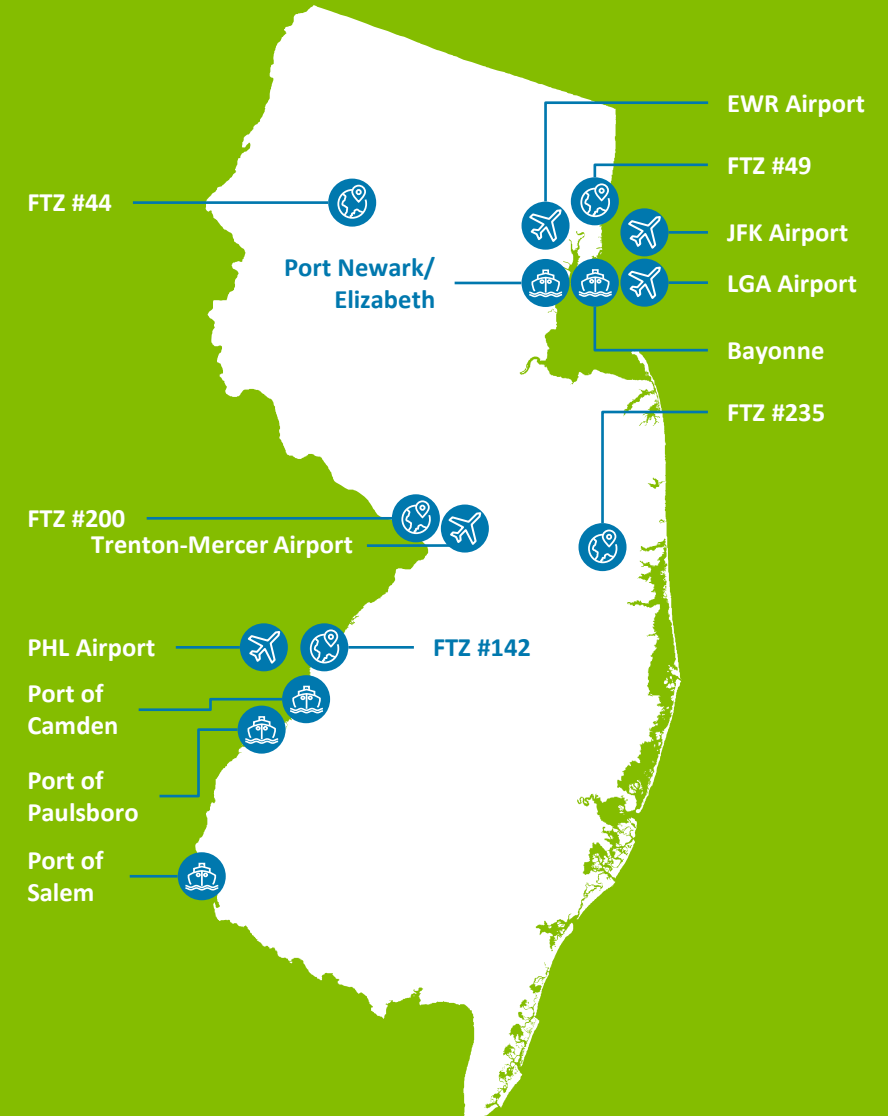 EWR Airport
FTZ #49
FTZ #44
JFK Airport
Port Newark/
Elizabeth
LGA Airport
Bayonne
FTZ #235
FTZ #200
Trenton-Mercer Airport
PHL Airport
FTZ #142
Port of
Camden
Port of
Paulsboro
Port of
Salem